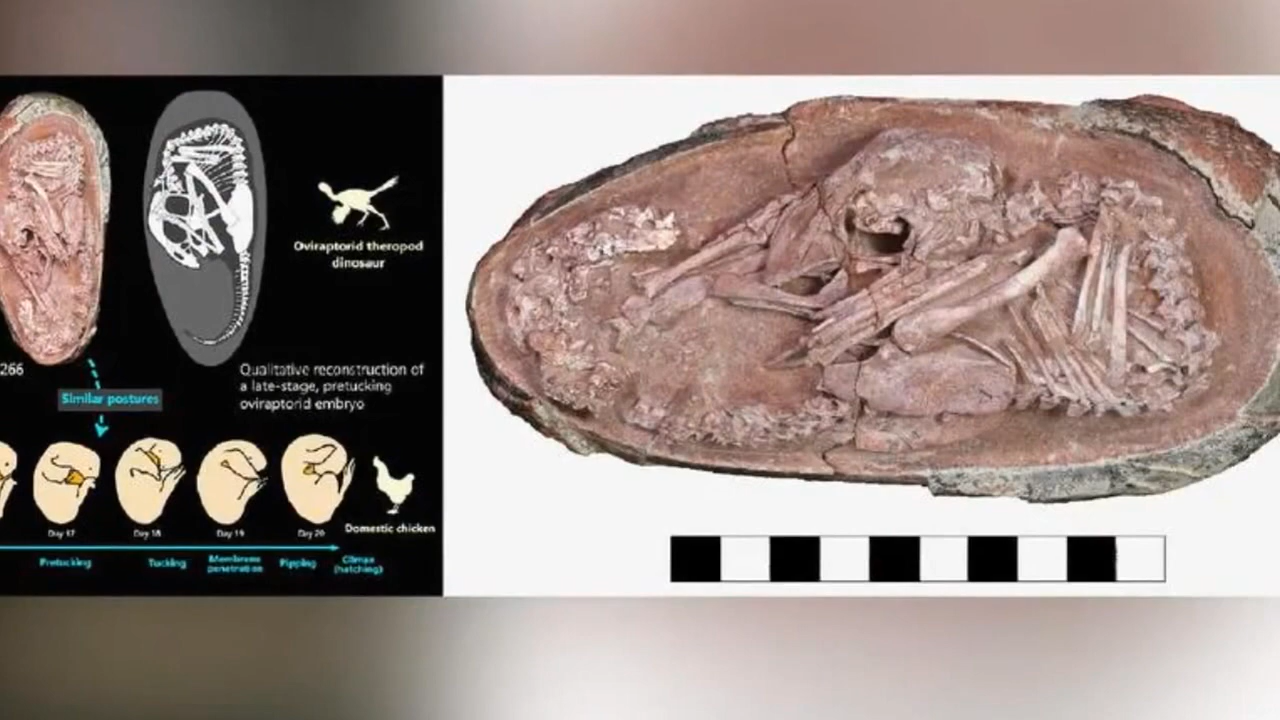 Oviraptorid theropod
dinosaur
266
Qualitative reconstruction of
a late-stage, pretucking
oviraptorid embryo
Similar postures
Day 17
Day 18
Day 19
Day 20
Domestic chicken
Pretucking
Tucking
Membrane
penetration
Pipping
Climax
(hatching)